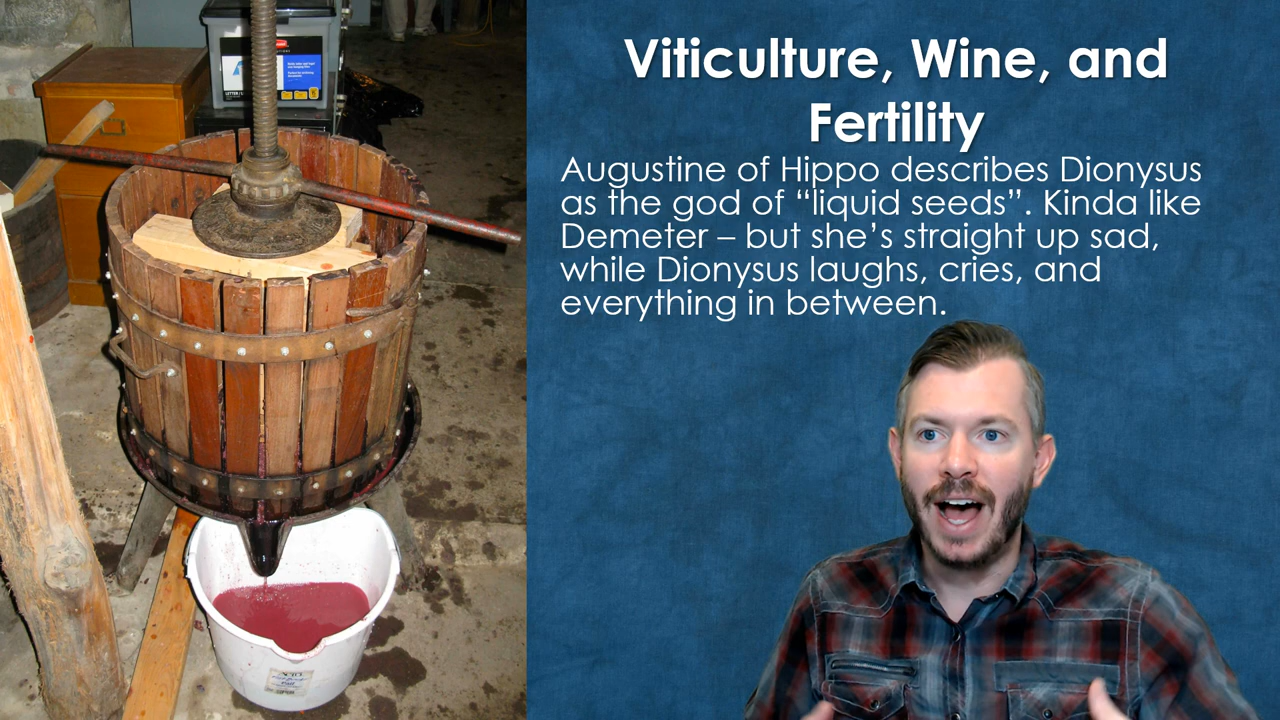 Viticulture, Wine, and
Fertility
Augustine of Hippo describes Dionysus
as the god of “liquid seeds”. Kinda like
Demeter – but she’s straight up sad,
while Dionysus laughs, cries, and
everything in between.